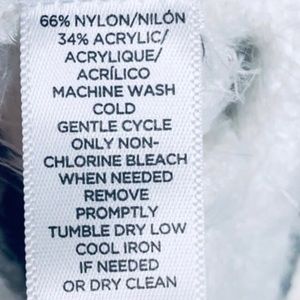 66% NYLON/NILÓN
34% ACRYLIC/
ACRYLIQUE/
ACRÍLICO
MACHINE WASH
COLD
GENTLE CYCLE
ONLY NON-
CHLORINE BLEACH
WHEN NEEDED
REMOVE
PROMPTLY
TUMBLE DRY LOW
COOL IRON
IF NEEDED
OR DRY CLEAN